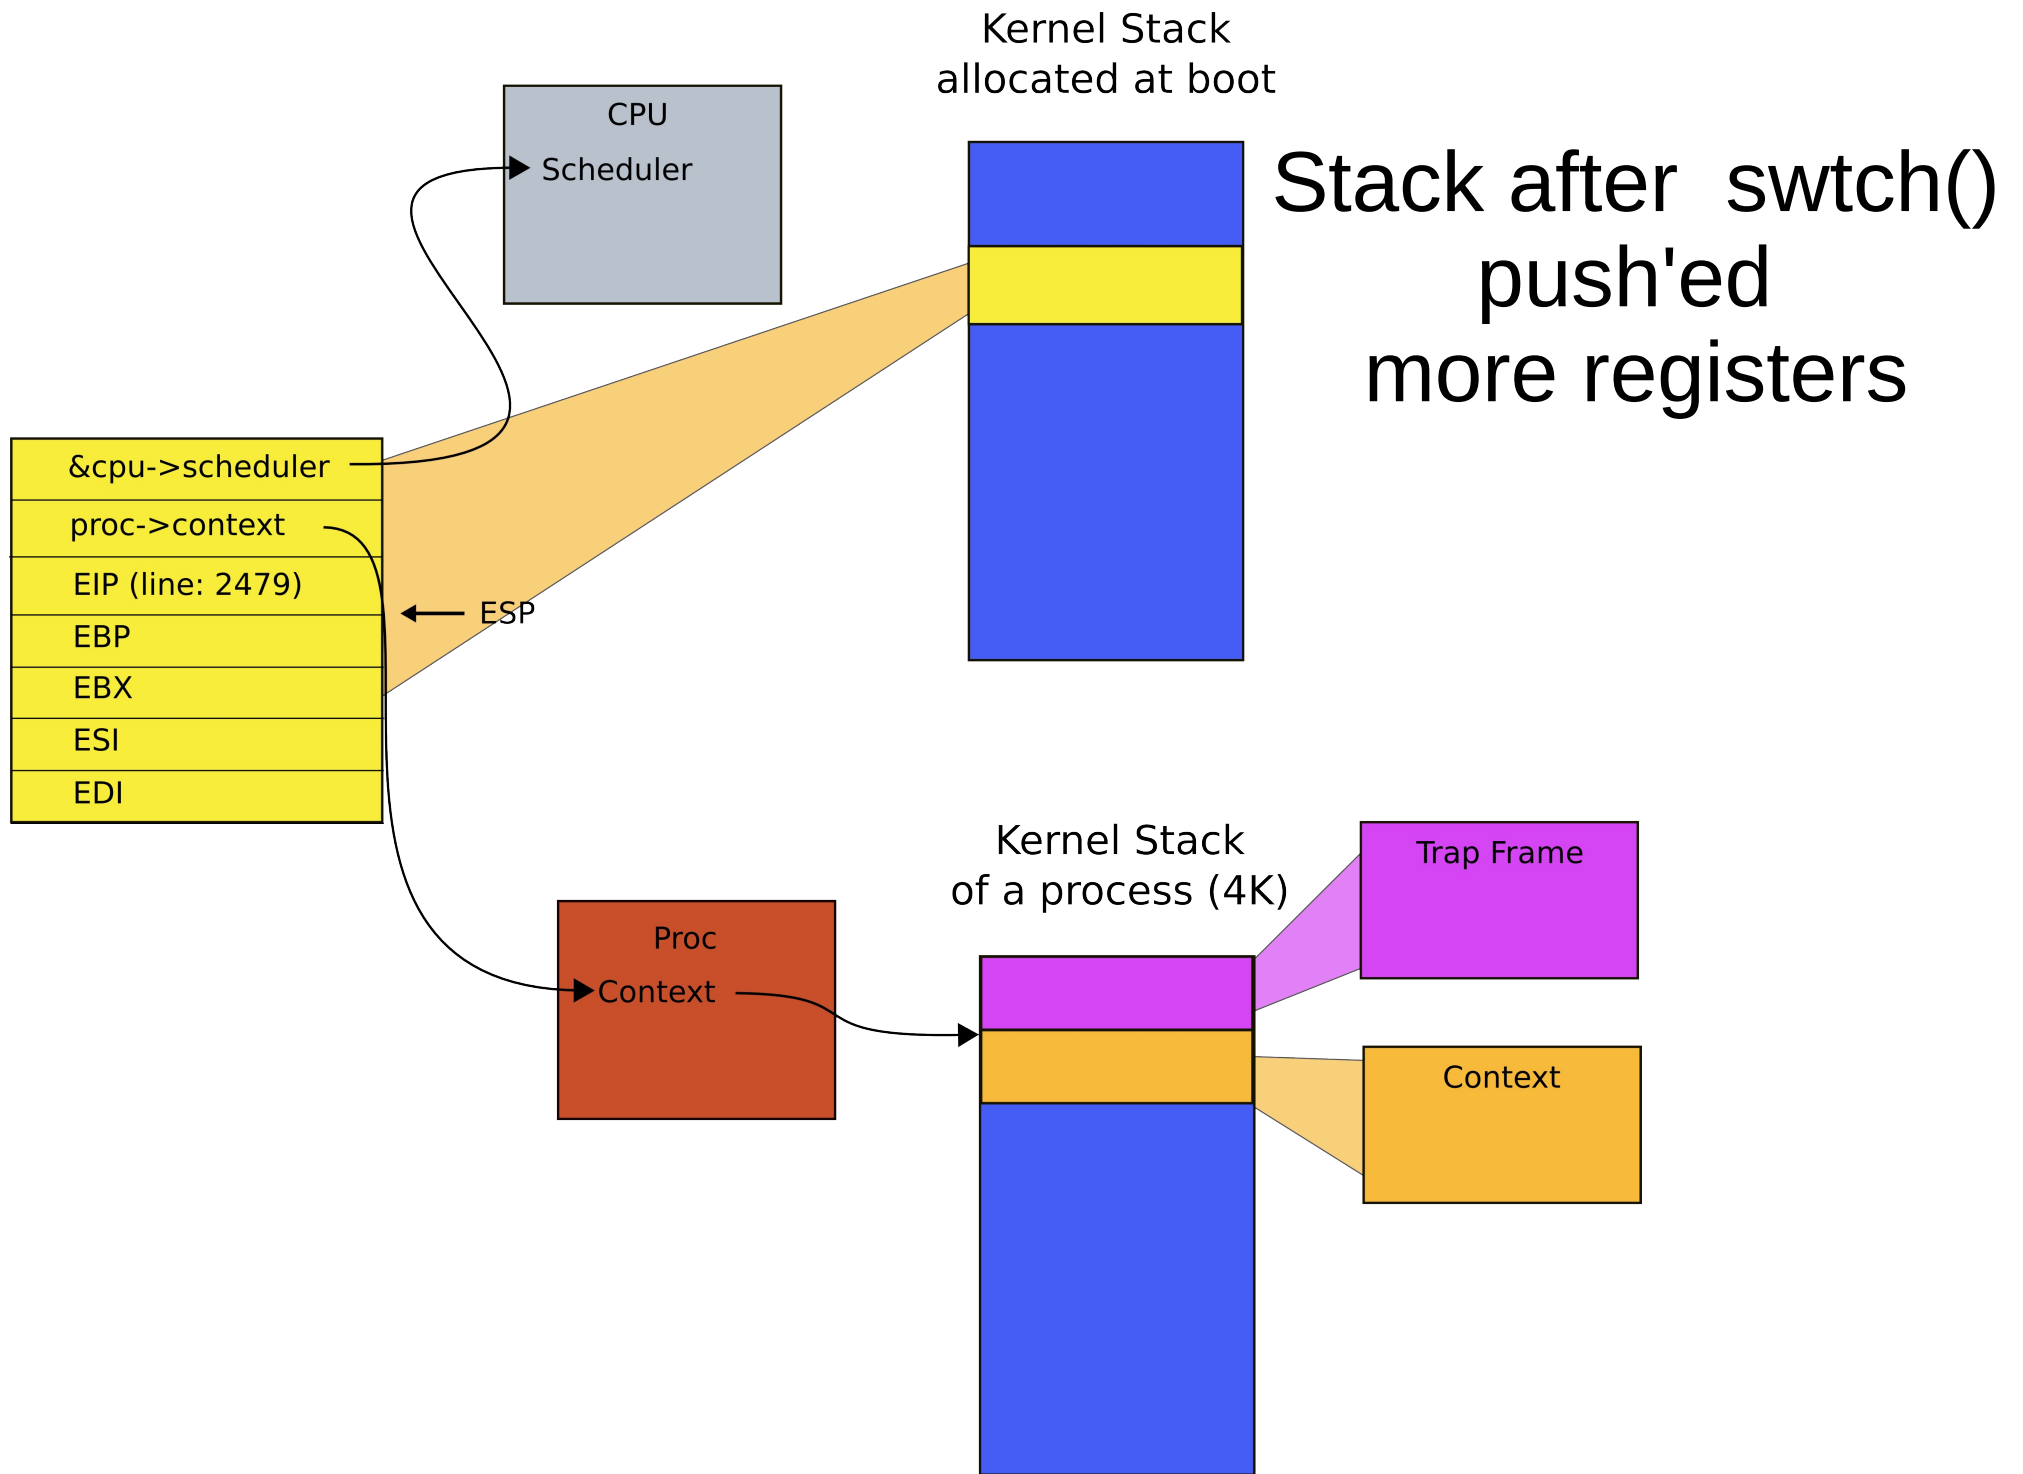 Kernel Stack
allocated at boot
CPU
Scheduler
Stack after  swtch()
push'ed
more registers
&cpu->scheduler
proc->context
EIP (line: 2479)
ESP
EBP
EBX
ESI
EDI
Kernel Stack
of a process (4K)
Trap Frame
Proc
Context
Context